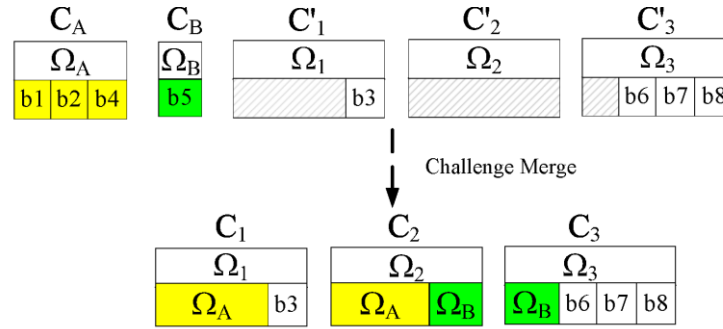 C_A C_B C'_1 C'_2 C'_3
Ω_A Ω_B Ω_1 Ω_2 Ω_3
b1 b2 b4 b5 b3 b6 b7 b8
Challenge Merge
C_1 C_2 C_3
Ω_1 Ω_2 Ω_3
Ω_A b3 Ω_A Ω_B Ω_B b6 b7 b8